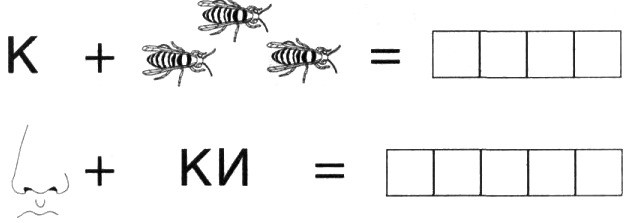 К + =
+ КИ =